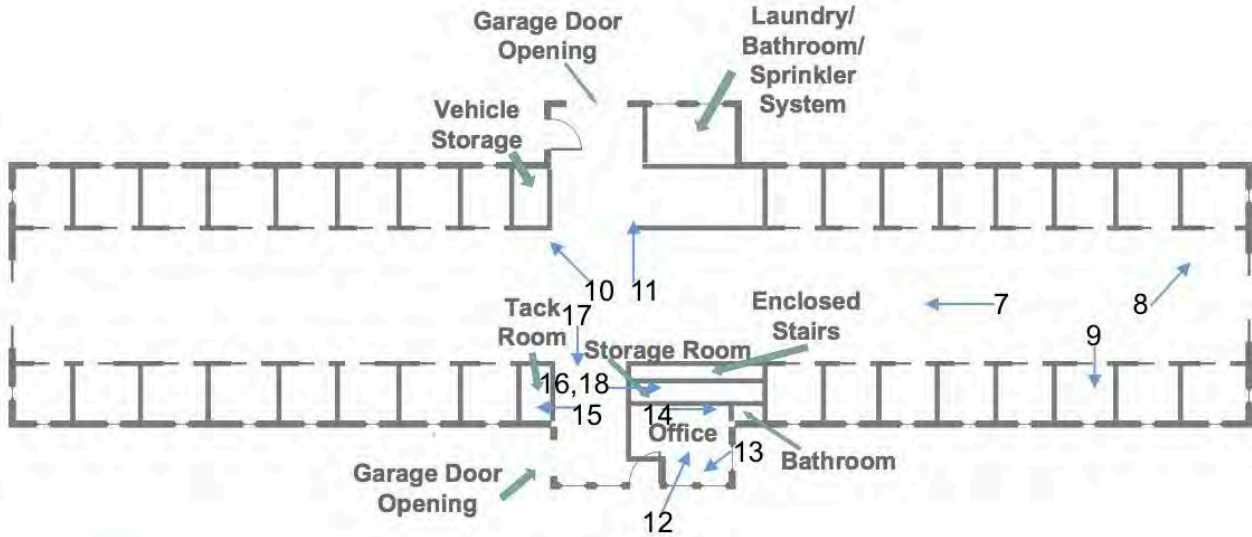 Garage Door
Opening
Laundry/
Bathroom/
Sprinkler
System
Vehicle
Storage
10
11
7
8
Tack
Room
17
Enclosed
Stairs
Storage Room
9
16,18
15
14
Office
13
Bathroom
Garage Door
Opening
12